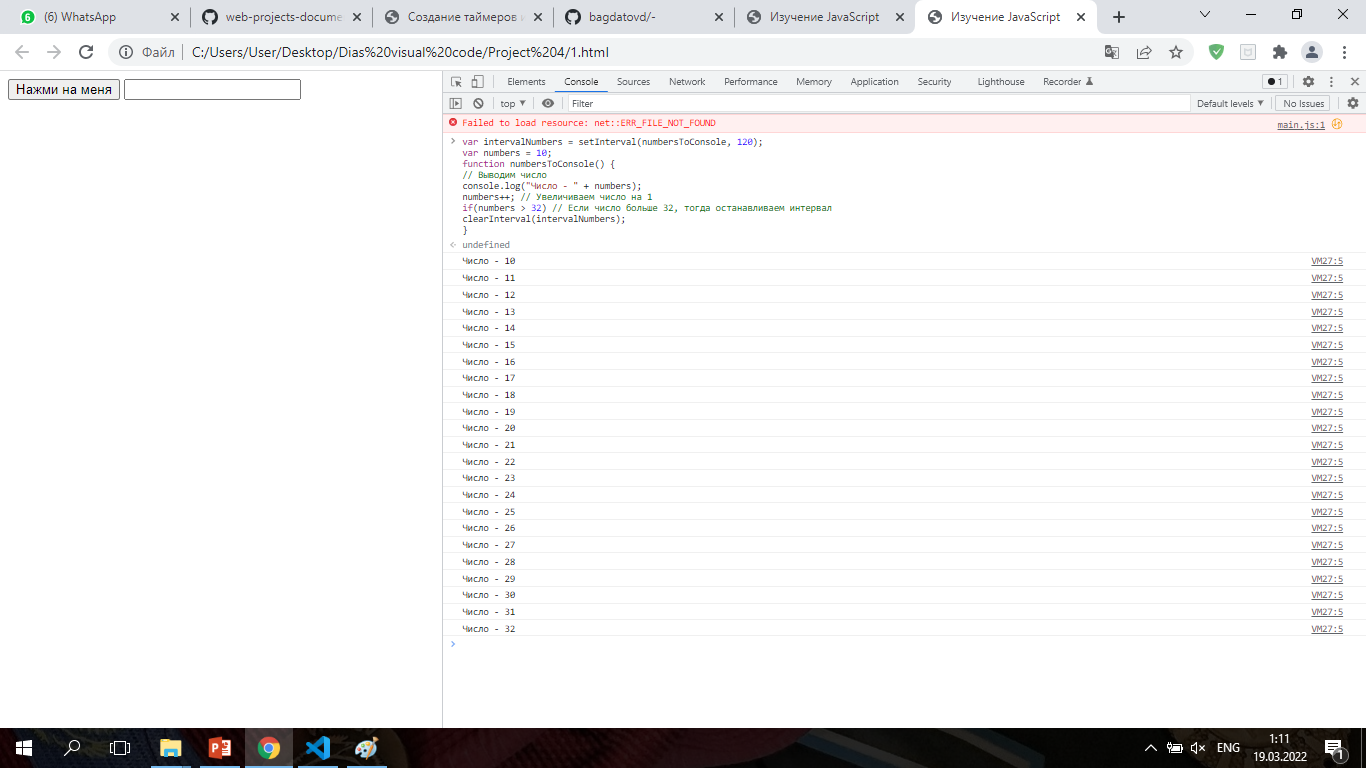 (6) WhatsApp
web-projects-docume
Создание таймеров и
bagdatovd/-
Изучение JavaScript
Изучение JavaScript
Файл
C:/Users/User/Desktop/Dias%20visual%20code/Project%204/1.html
Нажми на меня
Elements Console Sources Network Performance Memory Application Security Lighthouse Recorder 1
top Filter Default levels No Issues
Failed to load resource: net::ERR_FILE_NOT_FOUND main.js:1
var intervalNumbers = setInterval(numbersToConsole, 120);
var numbers = 10;
function numbersToConsole() {
// Выводим число
console.log("Число - " + numbers);
numbers++; // Увеличиваем число на 1
if(numbers > 32) // Если число больше 32, тогда останавливаем интервал
clearInterval(intervalNumbers);
}
undefined
Число - 10 VM27:5
Число - 11 VM27:5
Число - 12 VM27:5
Число - 13 VM27:5
Число - 14 VM27:5
Число - 15 VM27:5
Число - 16 VM27:5
Число - 17 VM27:5
Число - 18 VM27:5
Число - 19 VM27:5
Число - 20 VM27:5
Число - 21 VM27:5
Число - 22 VM27:5
Число - 23 VM27:5
Число - 24 VM27:5
Число - 25 VM27:5
Число - 26 VM27:5
Число - 27 VM27:5
Число - 28 VM27:5
Число - 29 VM27:5
Число - 30 VM27:5
Число - 31 VM27:5
Число - 32 VM27:5
ENG
1:11
19.03.2022
1